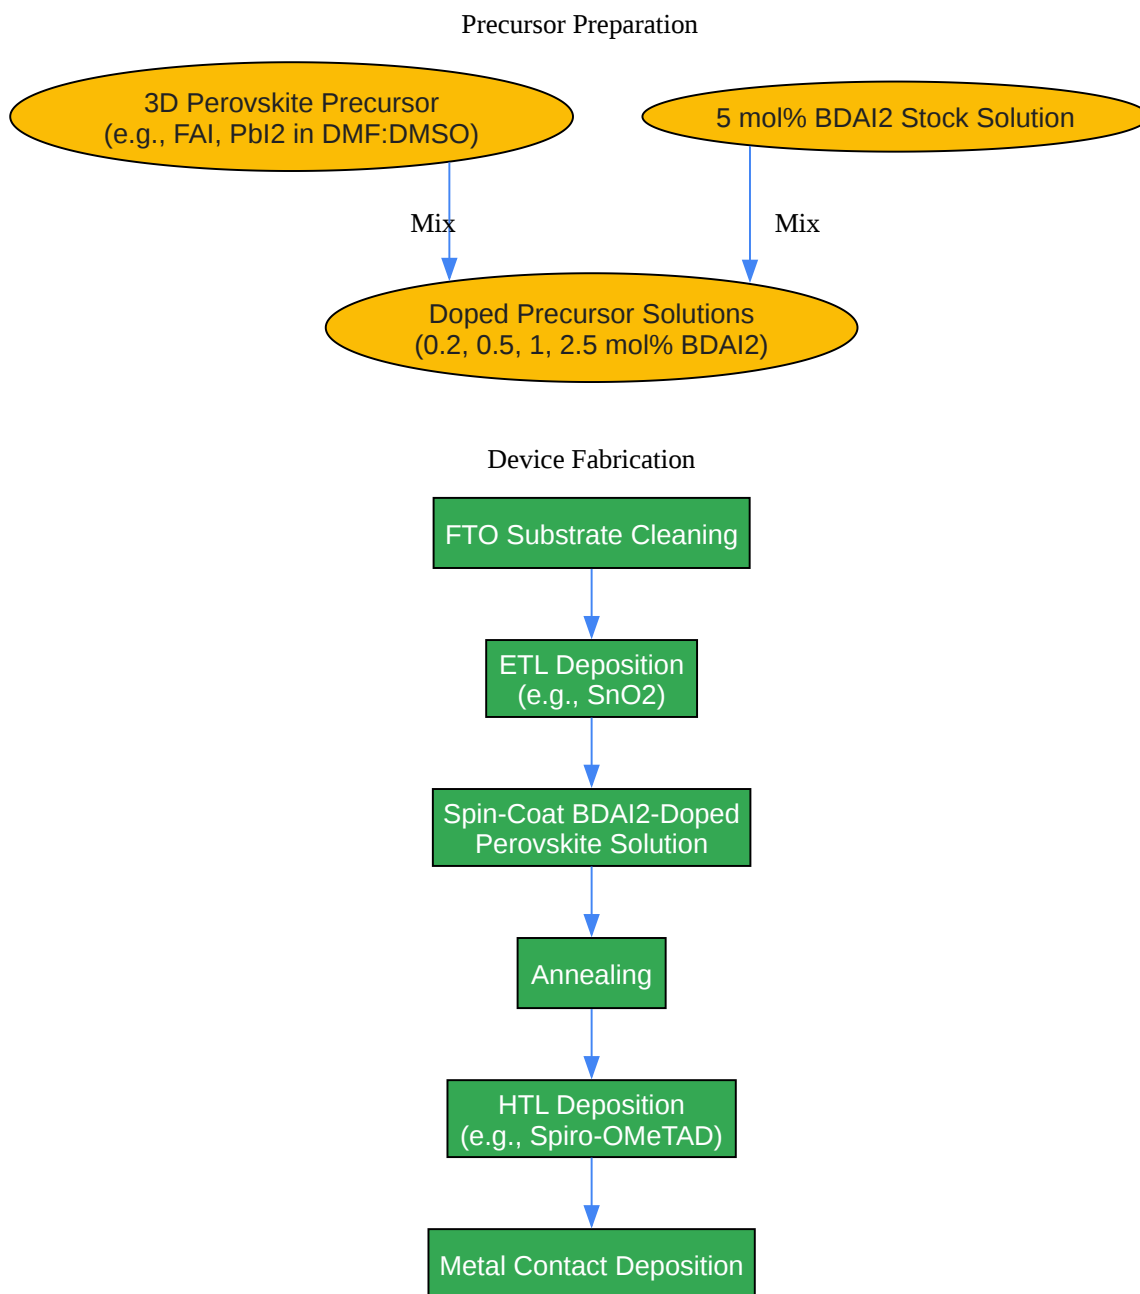 Precursor Preparation
3D Perovskite Precursor
(e.g., FAI, PbI2 in DMF:DMSO)
5 mol% BDAI2 Stock Solution
Mix
Mix
Doped Precursor Solutions
(0.2, 0.5, 1, 2.5 mol% BDAI2)
Device Fabrication
FTO Substrate Cleaning
ETL Deposition
(e.g., SnO2)
Spin-Coat BDAI2-Doped
Perovskite Solution
Annealing
HTL Deposition
(e.g., Spiro-OMeTAD)
Metal Contact Deposition